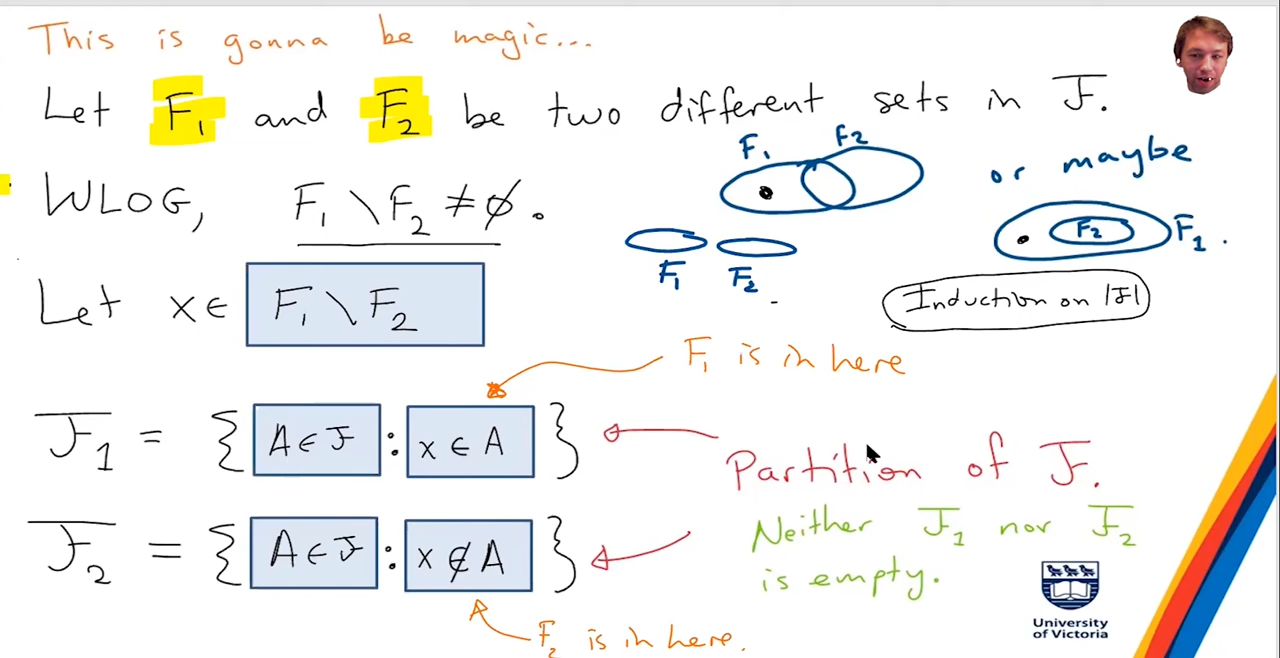 This is gonna be magic...
Let F₁ and F₂ be two different sets in ℱ.
F₁ F₂
or maybe
WLOG, F₁ \ F₂ ≠ ∅.
F₂ F₁
F₁ F₂
Let x ∈ F₁ \ F₂
Induction on |ℱ|
F₁ is in here
ℱ₁ = { A ∈ ℱ : x ∈ A }
Partition of ℱ.
Neither ℱ₁ nor ℱ₂
is empty.
ℱ₂ = { A ∈ ℱ : x ∉ A }
F₂ is in here.
University
of Victoria